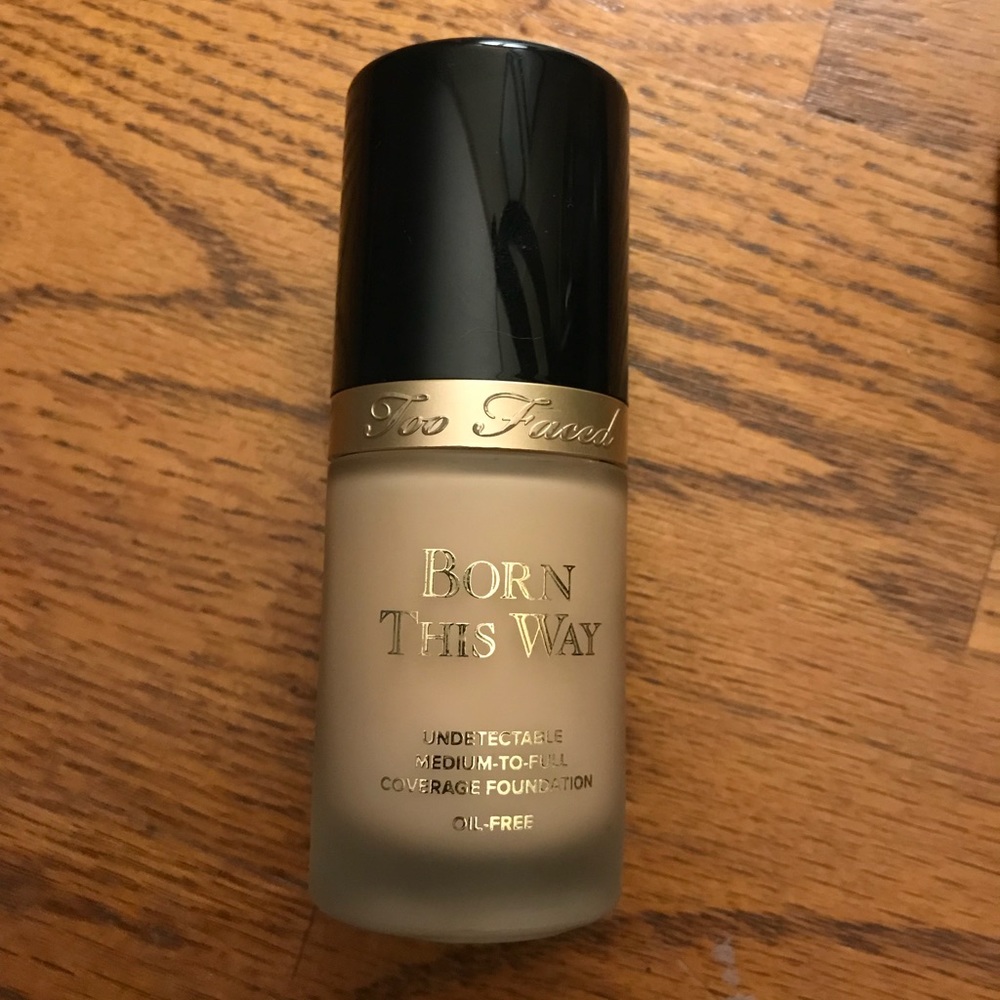 Too Faced
BORN
THIS WAY
UNDETECTABLE
MEDIUM-TO-FULL
COVERAGE FOUNDATION
OIL-FREE